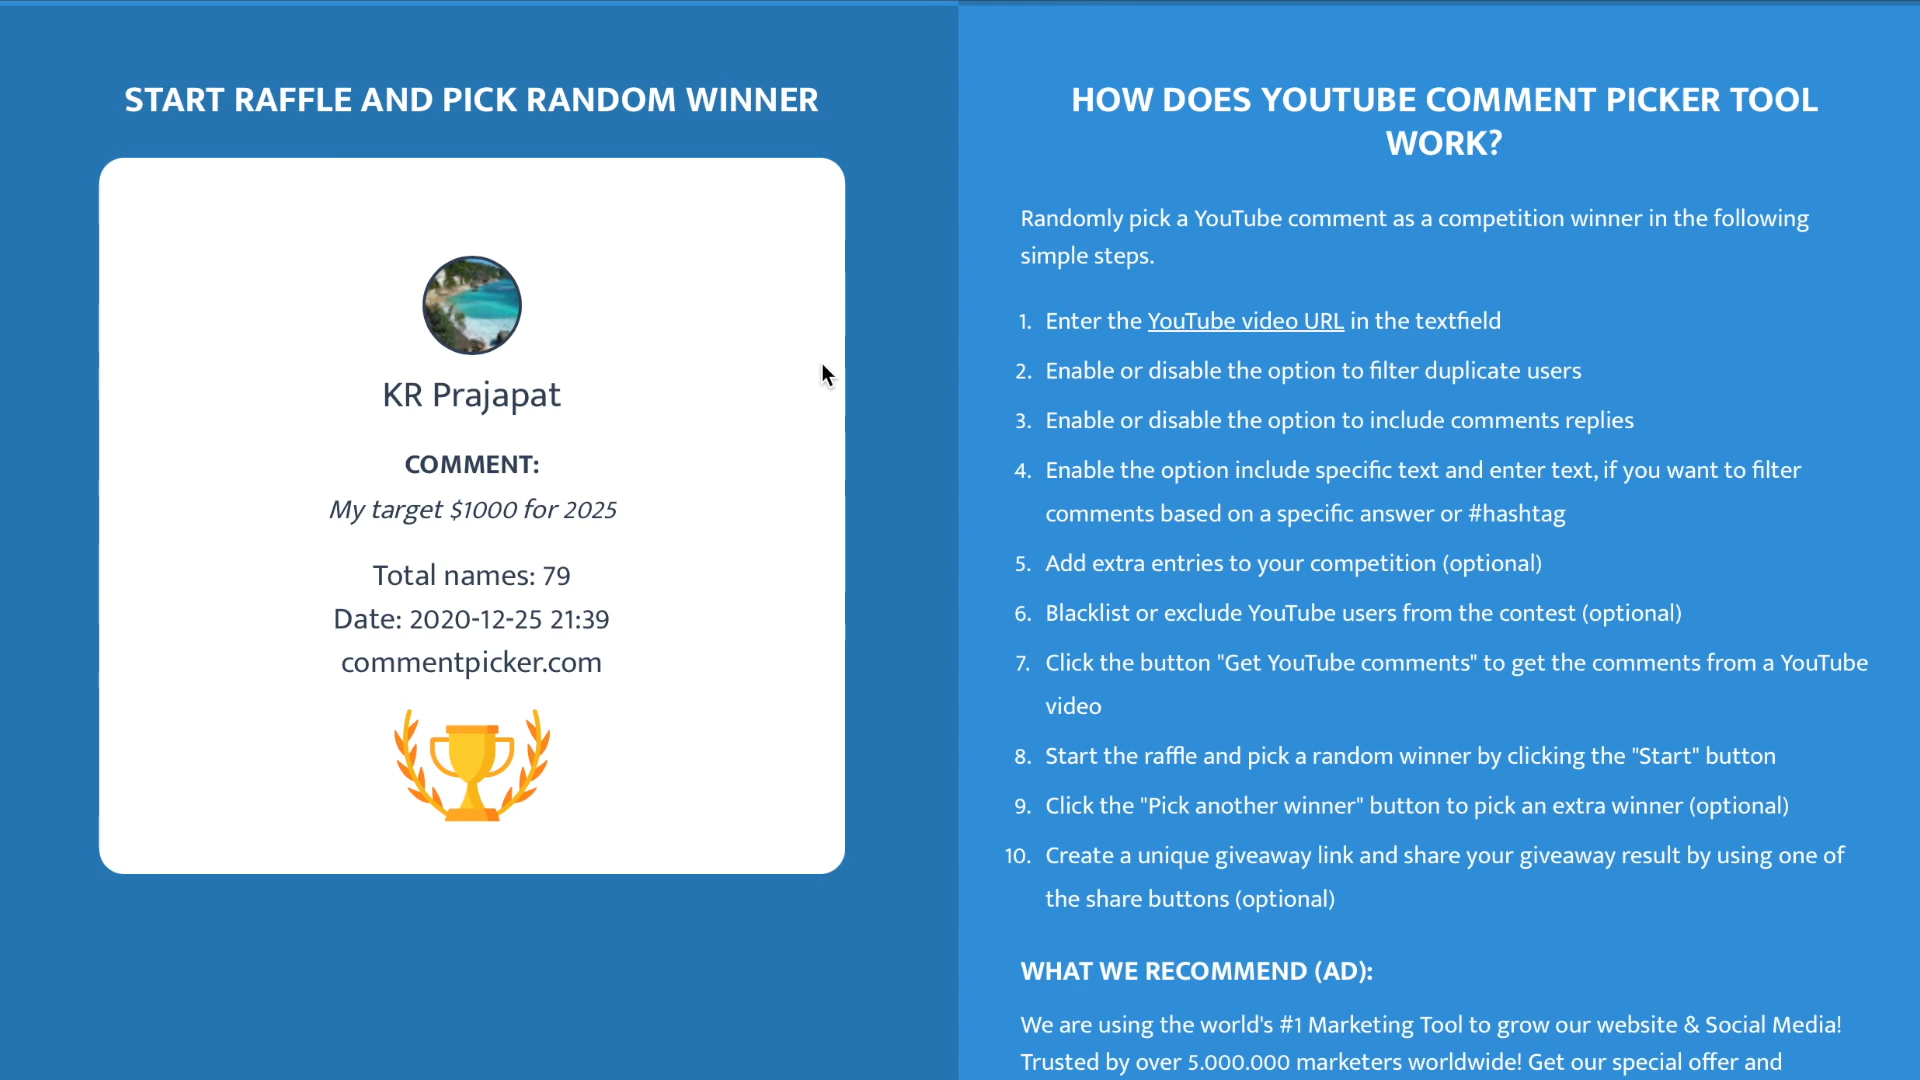 START RAFFLE AND PICK RANDOM WINNER
KR Prajapat
COMMENT:
My target $1000 for 2025
Total names: 79
Date: 2020-12-25 21:39
commentpicker.com
HOW DOES YOUTUBE COMMENT PICKER TOOL
WORK?
Randomly pick a YouTube comment as a competition winner in the following
simple steps.
1. Enter the YouTube video URL in the textfield
2. Enable or disable the option to filter duplicate users
3. Enable or disable the option to include comments replies
4. Enable the option include specific text and enter text, if you want to filter
comments based on a specific answer or #hashtag
5. Add extra entries to your competition (optional)
6. Blacklist or exclude YouTube users from the contest (optional)
7. Click the button "Get YouTube comments" to get the comments from a YouTube
video
8. Start the raffle and pick a random winner by clicking the "Start" button
9. Click the "Pick another winner" button to pick an extra winner (optional)
10. Create a unique giveaway link and share your giveaway result by using one of
the share buttons (optional)
WHAT WE RECOMMEND (AD):
We are using the world's #1 Marketing Tool to grow our website & Social Media!
Trusted by over 5.000.000 marketers worldwide! Get our special offer and